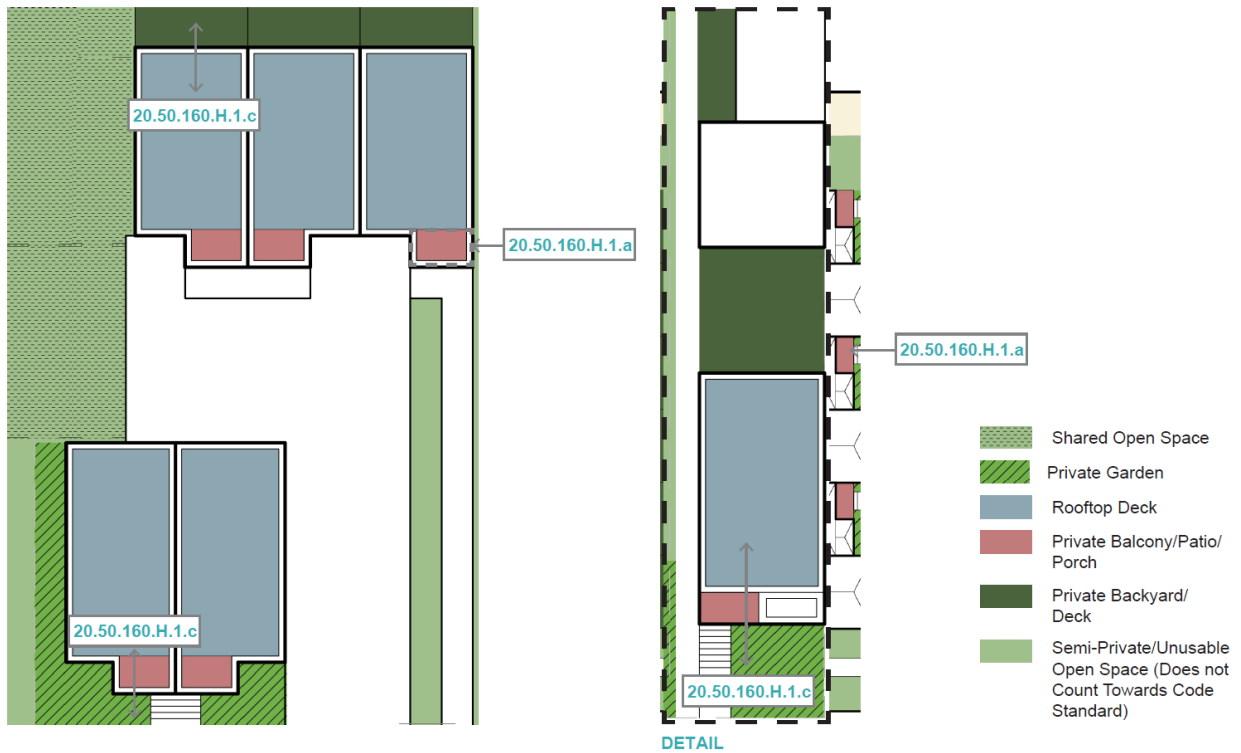 20.50.160.H.1.c
20.50.160.H.1.a
20.50.160.H.1.c
20.50.160.H.1.a
20.50.160.H.1.c
DETAIL
Shared Open Space
Private Garden
Rooftop Deck
Private Balcony/Patio/
Porch
Private Backyard/
Deck
Semi-Private/Unusable
Open Space (Does not
Count Towards Code
Standard)